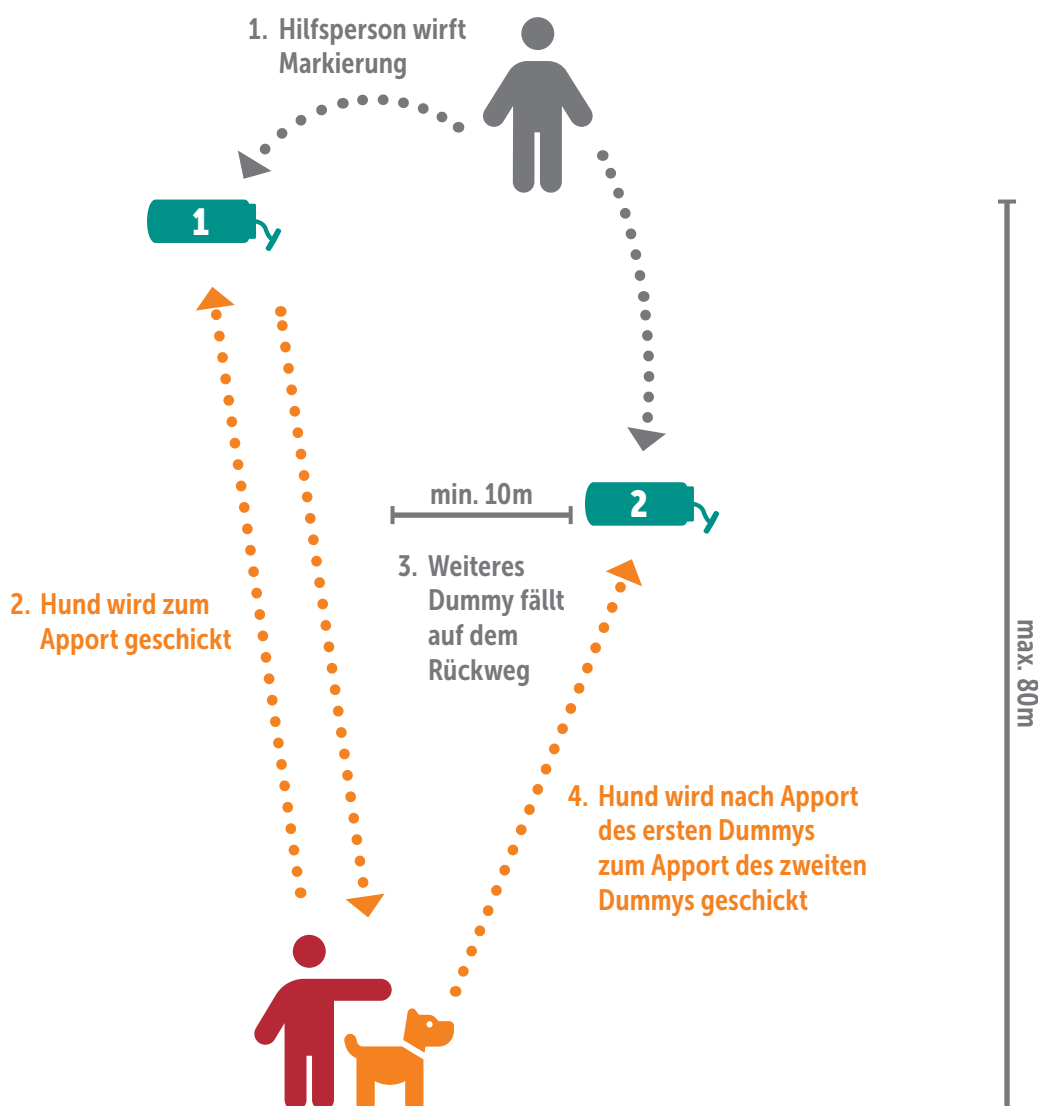 1. Hilfsperson wirft
Markierung
1
min. 10m
2
3. Weiteres
Dummy fällt
auf dem
Rückweg
2. Hund wird zum
Apport geschickt
max. 80m
4. Hund wird nach Apport
des ersten Dummys
zum Apport des zweiten
Dummys geschickt